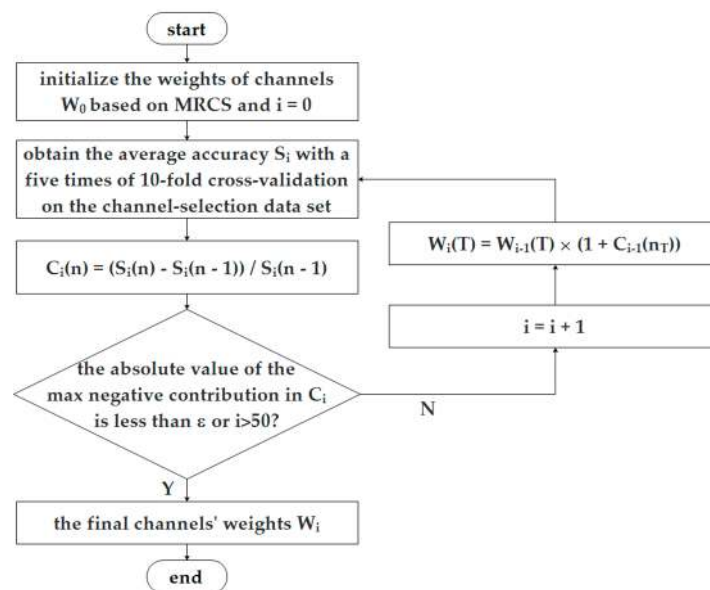 start
initialize the weights of channels
W₀ based on MRCS and i = 0
obtain the average accuracy Sᵢ with a
five times of 10-fold cross-validation
on the channel-selection data set
Cᵢ(n) = (Sᵢ(n) - Sᵢ(n - 1)) / Sᵢ(n - 1)
the absolute value of the
max negative contribution in Cᵢ
is less than ε or i>50?
N
i = i + 1
Wᵢ(T) = Wᵢ₋₁(T) × (1 + Cᵢ₋₁(n_T))
Y
the final channels' weights Wᵢ
end